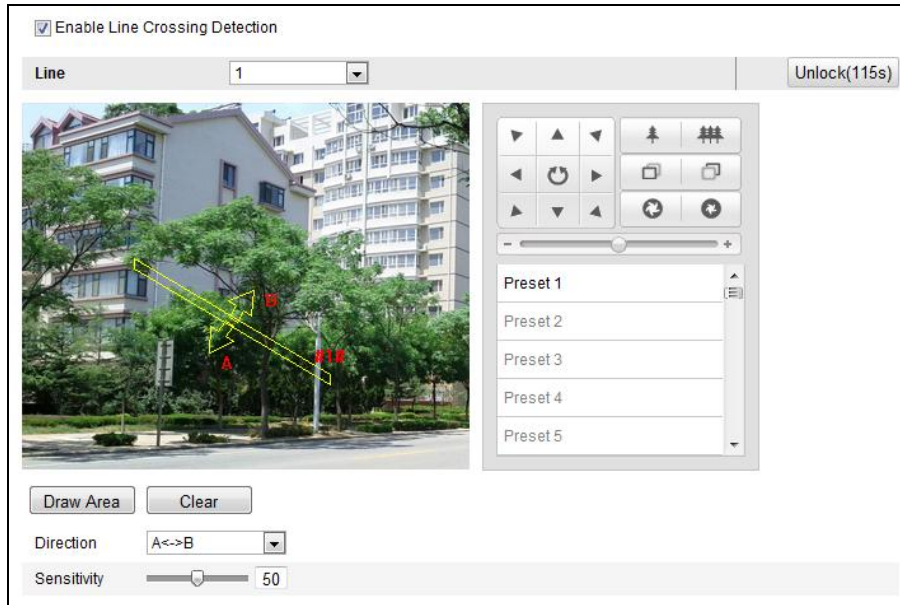 Enable Line Crossing Detection
Line 1 Unlock(115s)
B
A
#1#
Preset 1
Preset 2
Preset 3
Preset 4
Preset 5
Draw Area Clear
Direction A<->B
Sensitivity 50